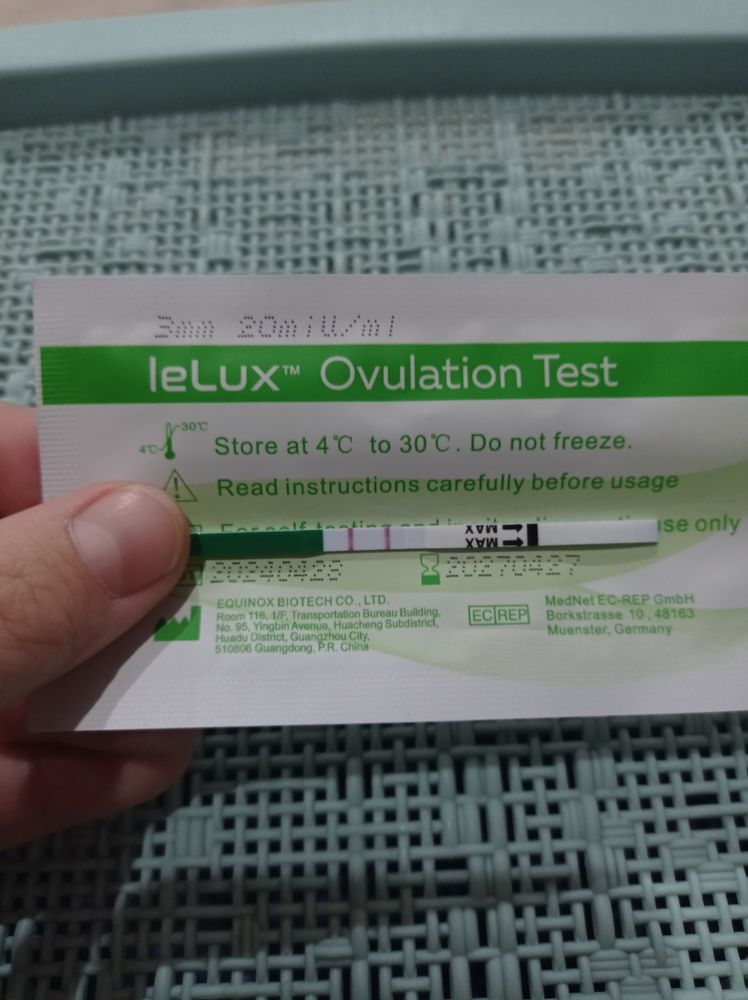 3mm 20mIU/ml
leLux™ Ovulation Test
4℃ 30℃
Store at 4℃ to 30℃. Do not freeze.
Read instructions carefully before usage
use only
MAX
MAX
EQUINOX BIOTECH CO., LTD.
Room 116, 1/F, Transportation Bureau Building,
No. 95, Yingbin Avenue, Huacheng Subdistrict,
Huadu District, Guangzhou City,
510806 Guangdong, P.R. China
EC REP
MedNet EC-REP GmbH
Borkstrasse 10, 48163
Muenster, Germany